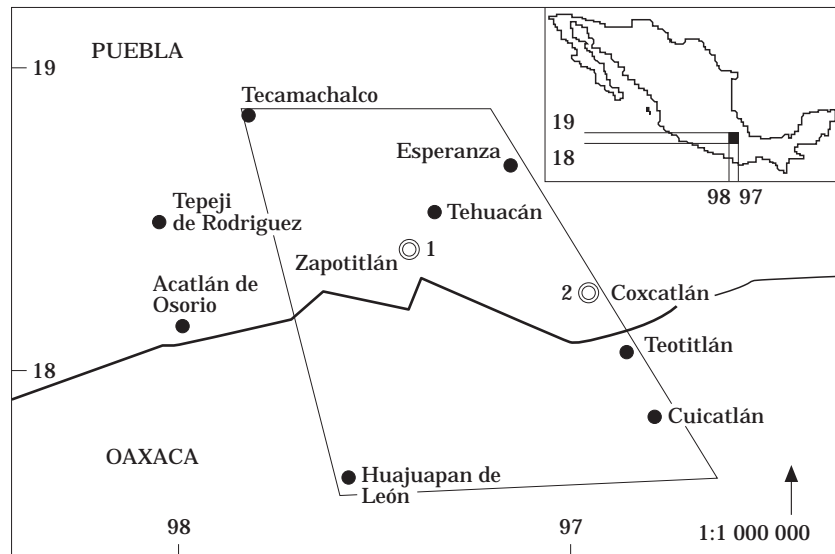 19
PUEBLA
Tecamachalco
Esperanza
19
18
98 97
Tepeji
de Rodriguez
Tehuacán
Zapotitlán
1
Acatlán de
Osorio
2
Coxcatlán
18
Teotitlán
Cuicatlán
OAXACA
Huajuapan de
León
98
97
1:1 000 000